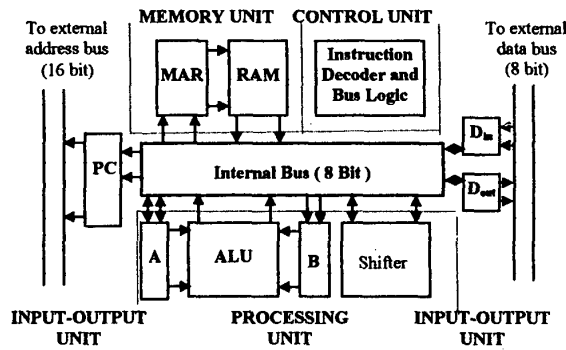 MEMORY UNIT
CONTROL UNIT
To external
address bus
(16 bit)
To external
data bus
(8 bit)
MAR
RAM
Instruction
Decoder and
Bus Logic
PC
Internal Bus ( 8 Bit )
Din
Dout
A
ALU
B
Shifter
INPUT-OUTPUT
UNIT
PROCESSING
UNIT
INPUT-OUTPUT
UNIT